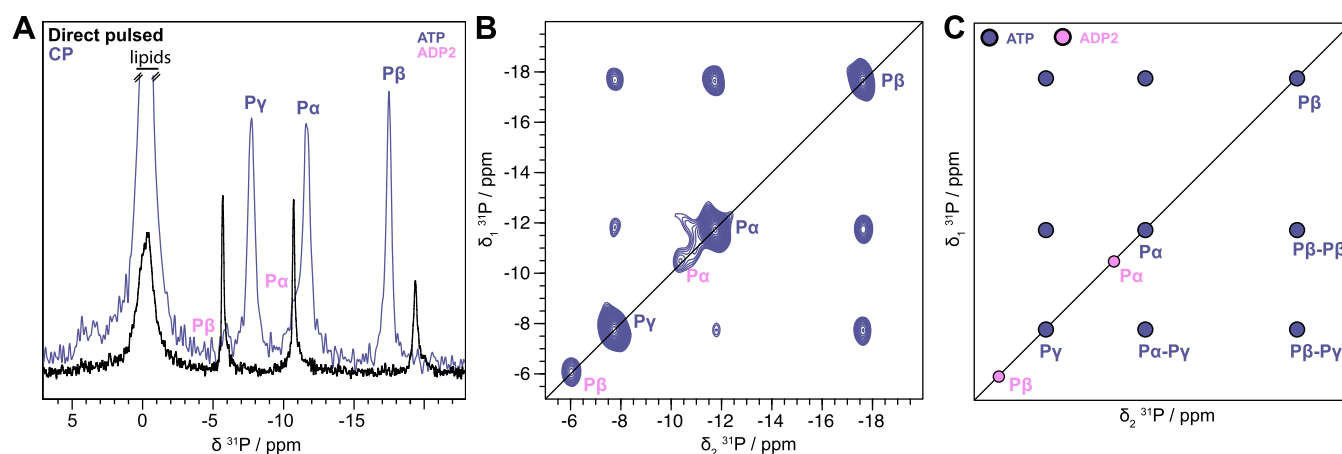 A
Direct pulsed
CP
lipids
ATP
ADP2
Pβ
Pγ
Pα
Pα
Pβ
5 0 -5 -10 -15
δ ³¹P / ppm
B
-18
-16
-14
-12
-10
-8
-6
δ₁ ³¹P / ppm
Pβ
Pα
Pα
Pγ
Pβ
-6 -8 -10 -12 -14 -16 -18
δ₂ ³¹P / ppm
C
ATP ADP2
δ₁ ³¹P / ppm
Pβ
Pα
Pβ-Pβ
Pα
Pγ
Pα-Pγ
Pβ-Pγ
Pβ
δ₂ ³¹P / ppm